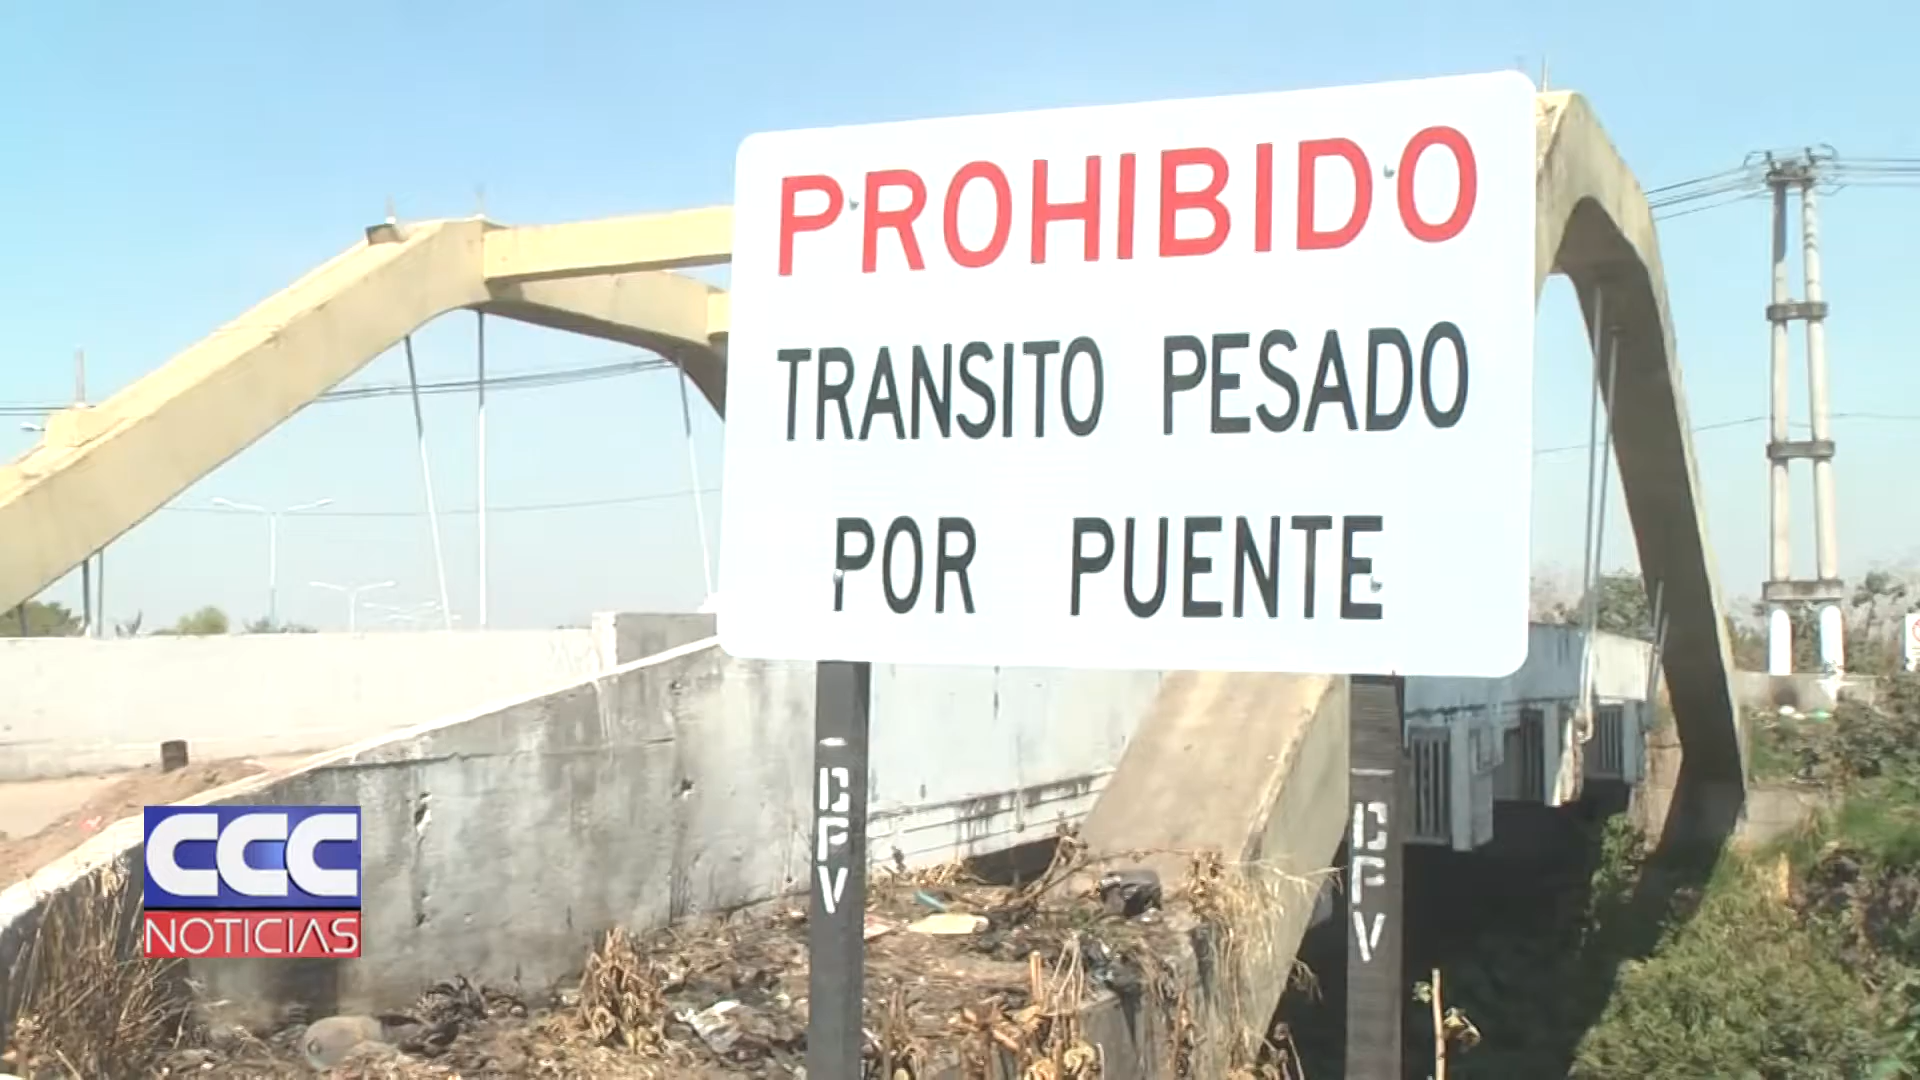 PROHIBIDO
TRANSITO PESADO
POR PUENTE
DPV
DPV
CCC
NOTICIAS